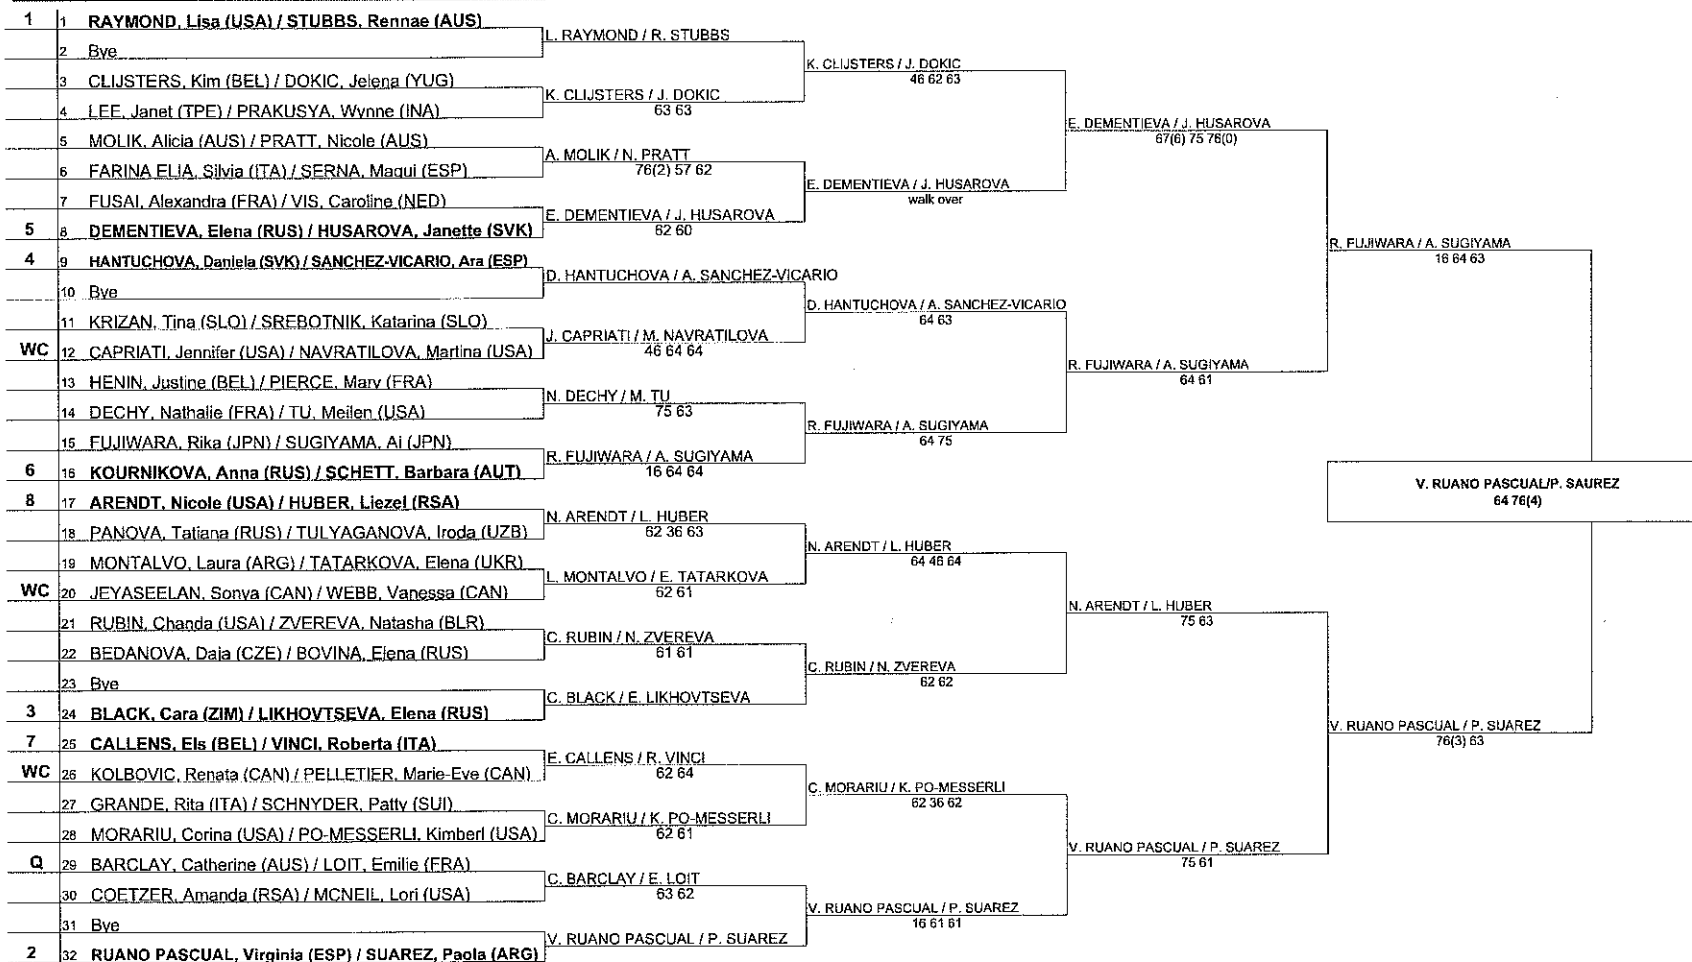 1 1 RAYMOND, Lisa (USA) / STUBBS, Rennae (AUS)
2 Bye
3 CLIJSTERS, Kim (BEL) / DOKIC, Jelena (YUG)
4 LEE, Janet (TPE) / PRAKUSYA, Wynne (INA)
5 MOLIK, Alicia (AUS) / PRATT, Nicole (AUS)
6 FARINA ELIA, Silvia (ITA) / SERNA, Magui (ESP)
7 FUSAI, Alexandra (FRA) / VIS, Caroline (NED)
5 8 DEMENTIEVA, Elena (RUS) / HUSAROVA, Janette (SVK)
4 9 HANTUCHOVA, Daniela (SVK) / SANCHEZ-VICARIO, Ara (ESP)
10 Bye
11 KRIZAN, Tina (SLO) / SREBOTNIK, Katarina (SLO)
WC 12 CAPRIATI, Jennifer (USA) / NAVRATILOVA, Martina (USA)
13 HENIN, Justine (BEL) / PIERCE, Mary (FRA)
14 DECHY, Nathalie (FRA) / TU, Meilen (USA)
15 FUJIWARA, Rika (JPN) / SUGIYAMA, Ai (JPN)
6 16 KOURNIKOVA, Anna (RUS) / SCHETT, Barbara (AUT)
8 17 ARENDT, Nicole (USA) / HUBER, Liezel (RSA)
18 PANOVA, Tatiana (RUS) / TULYAGANOVA, Iroda (UZB)
19 MONTALVO, Laura (ARG) / TATARKOVA, Elena (UKR)
WC 20 JEYASEELAN, Sonya (CAN) / WEBB, Vanessa (CAN)
21 RUBIN, Chanda (USA) / ZVEREVA, Natasha (BLR)
22 BEDANOVA, Daja (CZE) / BOVINA, Elena (RUS)
23 Bye
3 24 BLACK, Cara (ZIM) / LIKHOVTSEVA, Elena (RUS)
7 25 CALLENS, Els (BEL) / VINCI, Roberta (ITA)
WC 26 KOLBOVIC, Renata (CAN) / PELLETIER, Marie-Eve (CAN)
27 GRANDE, Rita (ITA) / SCHNYDER, Patty (SUI)
28 MORARIU, Corina (USA) / PO-MESSERLI, Kimberl (USA)
Q 29 BARCLAY, Catherine (AUS) / LOIT, Emilie (FRA)
30 COETZER, Amanda (RSA) / MCNEIL, Lori (USA)
31 Bye
2 32 RUANO PASCUAL, Virginia (ESP) / SUAREZ, Paola (ARG)
L. RAYMOND / R. STUBBS
K. CLIJSTERS / J. DOKIC
63 63
A. MOLIK / N. PRATT
76(2) 57 62
E. DEMENTIEVA / J. HUSAROVA
62 60
D. HANTUCHOVA / A. SANCHEZ-VICARIO
J. CAPRIATI / M. NAVRATILOVA
46 64 64
N. DECHY / M. TU
75 63
R. FUJIWARA / A. SUGIYAMA
16 64 64
N. ARENDT / L. HUBER
62 36 63
L. MONTALVO / E. TATARKOVA
62 61
C. RUBIN / N. ZVEREVA
61 61
C. BLACK / E. LIKHOVTSEVA
E. CALLENS / R. VINCI
62 64
C. MORARIU / K. PO-MESSERLI
62 61
C. BARCLAY / E. LOIT
63 62
V. RUANO PASCUAL / P. SUAREZ
K. CLIJSTERS / J. DOKIC
46 62 63
E. DEMENTIEVA / J. HUSAROVA
walk over
D. HANTUCHOVA / A. SANCHEZ-VICARIO
64 63
R. FUJIWARA / A. SUGIYAMA
64 75
N. ARENDT / L. HUBER
64 46 64
C. RUBIN / N. ZVEREVA
62 62
C. MORARIU / K. PO-MESSERLI
62 36 62
V. RUANO PASCUAL / P. SUAREZ
16 61 61
E. DEMENTIEVA / J. HUSAROVA
67(6) 75 76(0)
R. FUJIWARA / A. SUGIYAMA
64 61
N. ARENDT / L. HUBER
75 63
V. RUANO PASCUAL / P. SUAREZ
75 61
R. FUJIWARA / A. SUGIYAMA
16 64 63
V. RUANO PASCUAL / P. SUAREZ
76(3) 63
V. RUANO PASCUAL/P. SAUREZ
64 76(4)